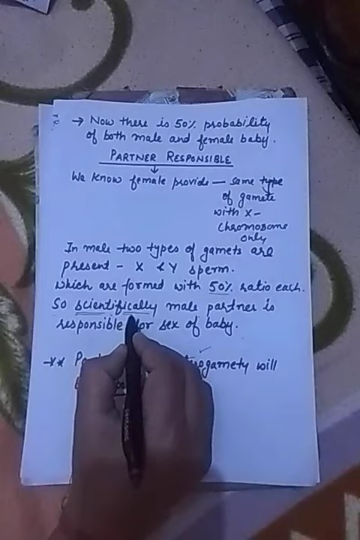 → Now there is 50% probability
of both male and female baby.
PARTNER RESPONSIBLE
↓
We know female provide — same type
of gamete
with X-
chromosome
only
In male two types of gamets are
present - X & Y sperm.
Which are formed with 50% ratio each.
So scientifically male partner is
responsible for sex of baby.
will